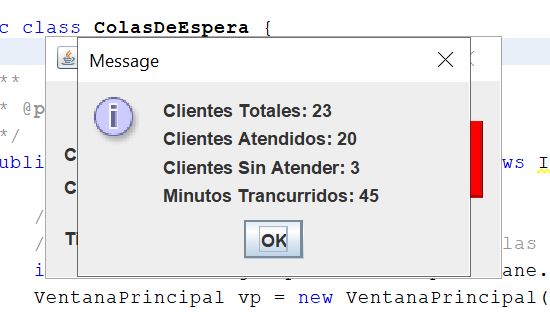 c class ColasDeEspera {
Message
**
* @p
*/
Clientes Totales: 23
Clientes Atendidos: 20
Clientes Sin Atender: 3
Minutos Trancurridos: 45
C
C
ubli
ws I
OK
/
/
Ti
las
i
ane.
VentanaPrincipal vp = new VentanaPrincipal(